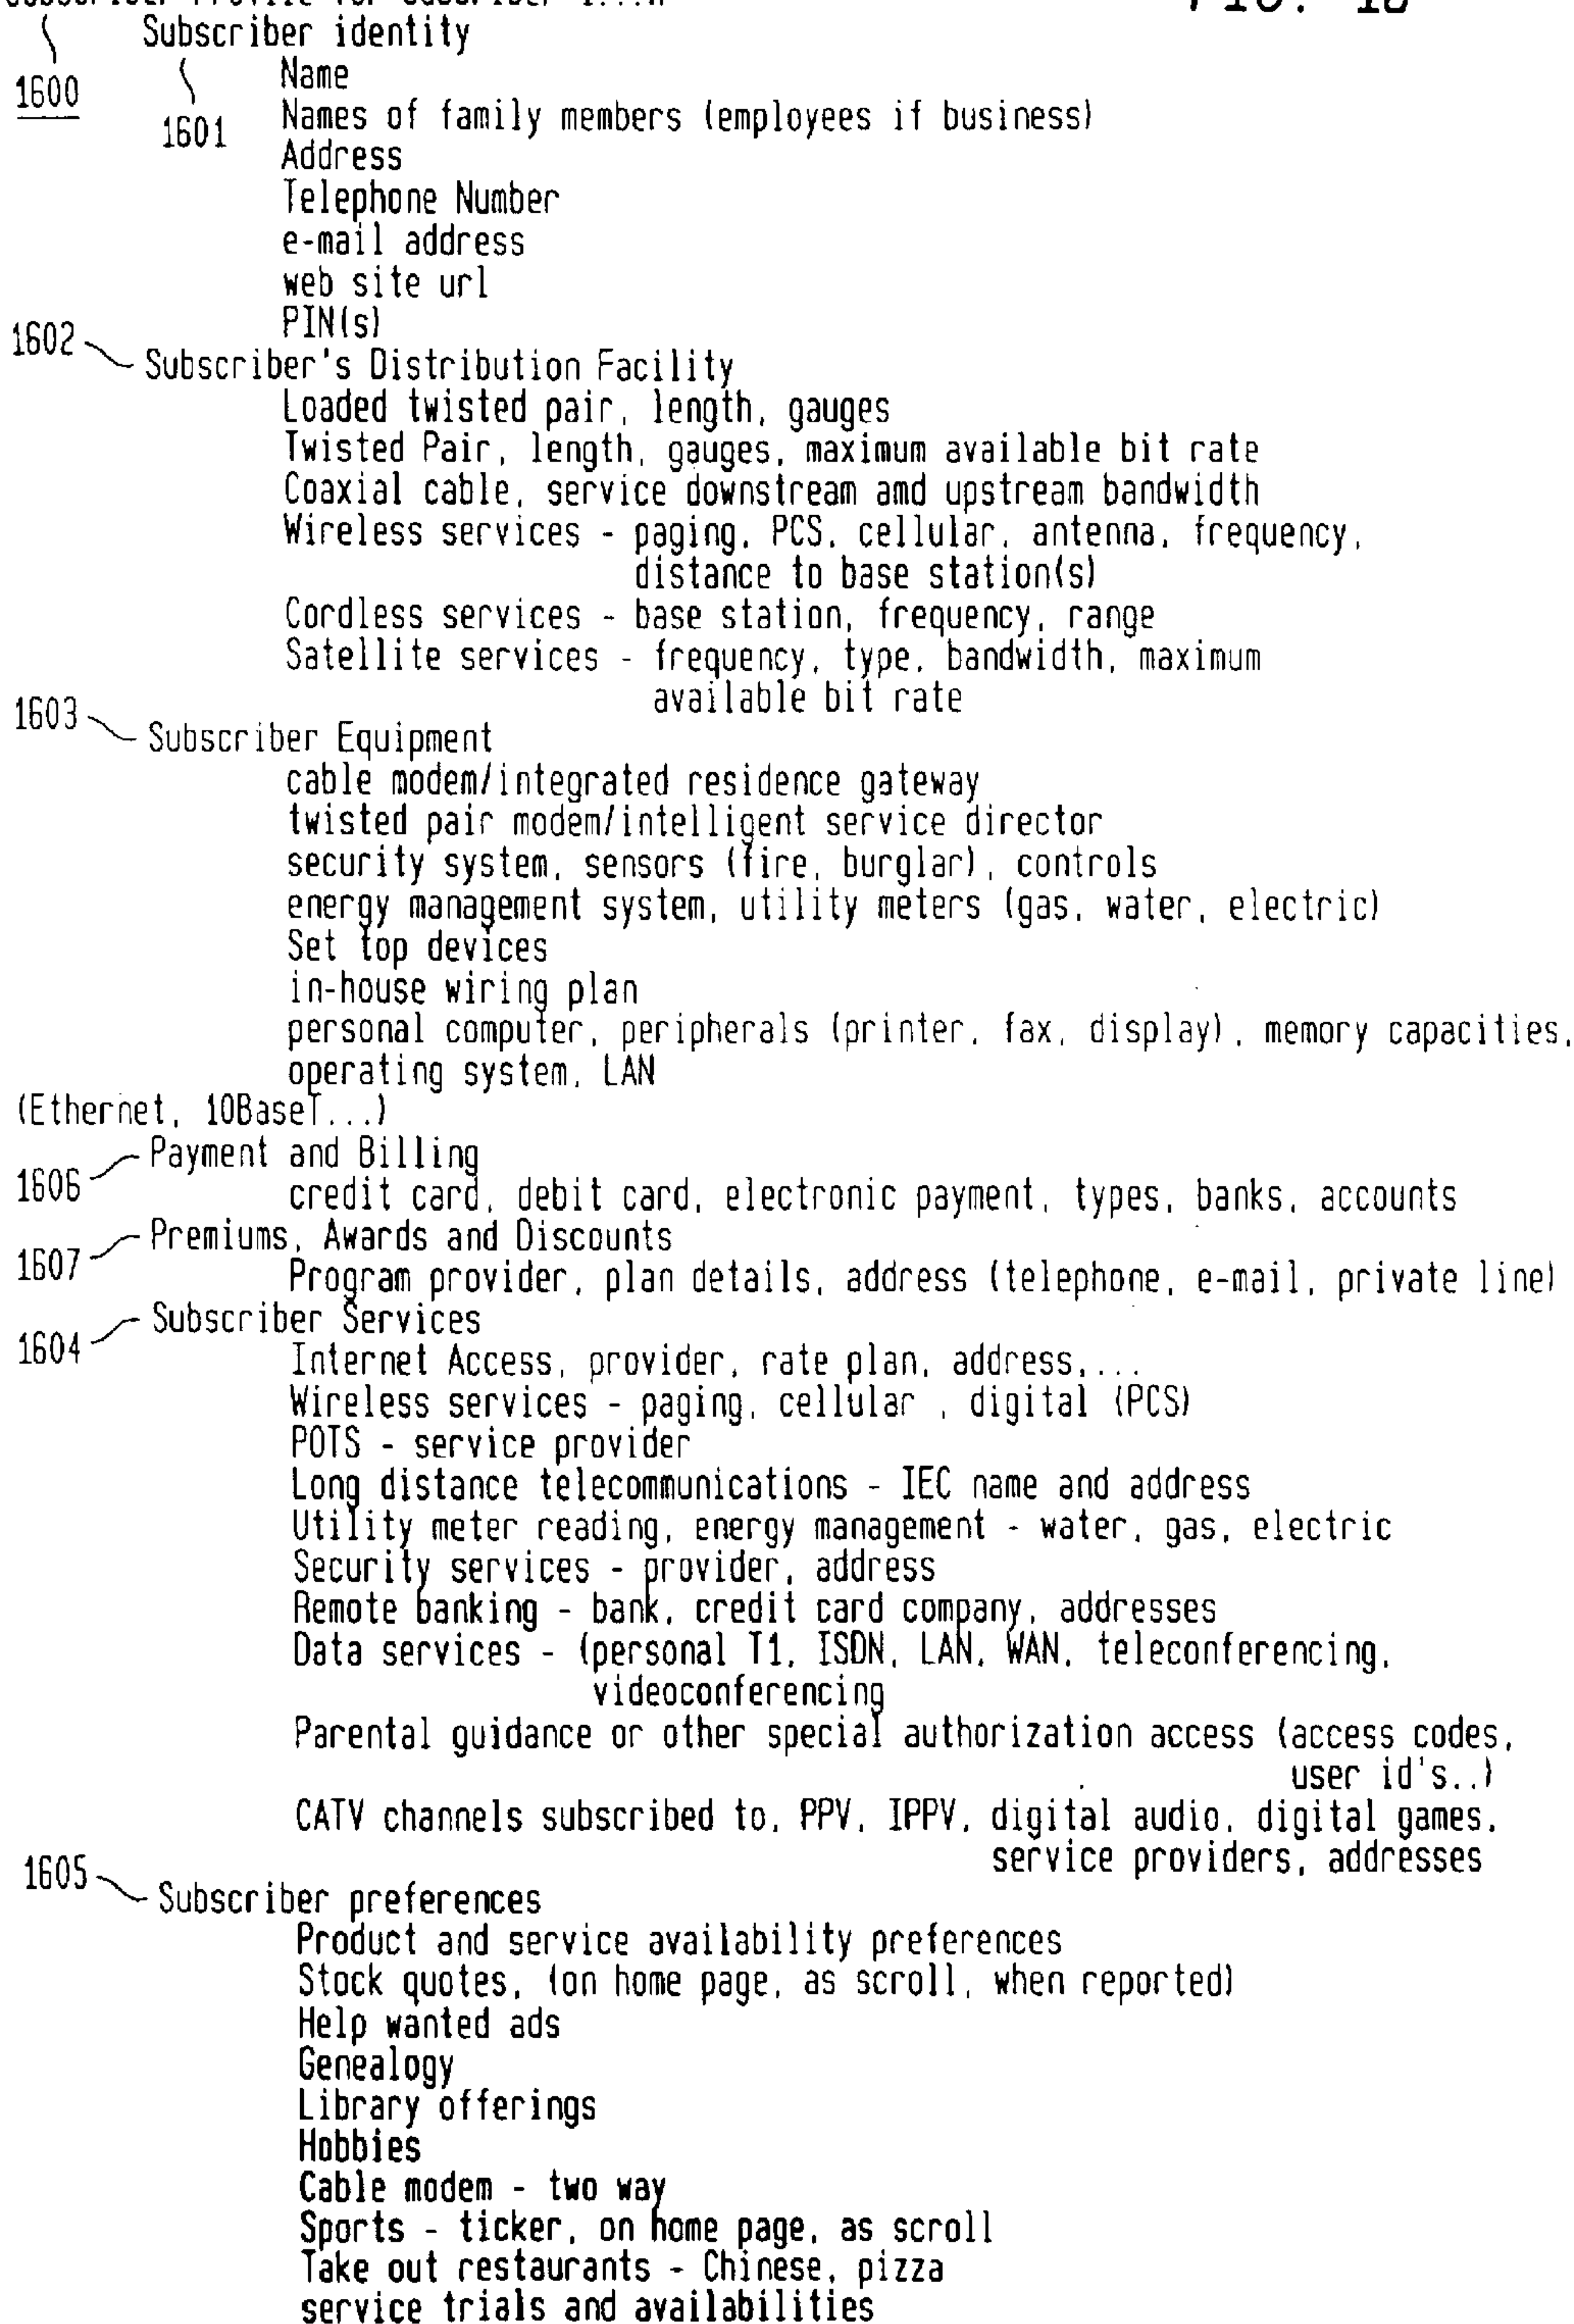 FIG. 16
1600
Subscriber identity
1601
Name
Names of family members (employees if business)
Address
Telephone Number
e-mail address
web site url
PIN(s)
1602
Subscriber's Distribution Facility
Loaded twisted pair, length, gauges
Twisted Pair, length, gauges, maximum available bit rate
Coaxial cable, service downstream amd upstream bandwidth
Wireless services - paging, PCS, cellular, antenna, frequency,
distance to base station(s)
Cordless services - base station, frequency, range
Satellite services - frequency, type, bandwidth, maximum
available bit rate
1603
Subscriber Equipment
cable modem/integrated residence gateway
twisted pair modem/intelligent service director
security system, sensors (fire, burglar), controls
energy management system, utility meters (gas, water, electric)
Set top devices
in-house wiring plan
personal computer, peripherals (printer, fax, display), memory capacities,
operating system, LAN
(Ethernet, 10BaseT...)
1606
Payment and Billing
credit card, debit card, electronic payment, types, banks, accounts
1607
Premiums, Awards and Discounts
Program provider, plan details, address (telephone, e-mail, private line)
1604
Subscriber Services
Internet Access, provider, rate plan, address,...
Wireless services - paging, cellular , digital (PCS)
POTS - service provider
Long distance telecommunications - IEC name and address
Utility meter reading, energy management - water, gas, electric
Security services - provider, address
Remote banking - bank, credit card company, addresses
Data services - (personal T1, ISDN, LAN, WAN, teleconferencing,
videoconferencing
Parental guidance or other special authorization access (access codes,
user id's..)
CATV channels subscribed to, PPV, IPPV, digital audio, digital games,
service providers, addresses
1605
Subscriber preferences
Product and service availability preferences
Stock quotes, (on home page, as scroll, when reported)
Help wanted ads
Genealogy
Library offerings
Hobbies
Cable modem - two way
Sports - ticker, on home page, as scroll
Take out restaurants - Chinese, pizza
service trials and availabilities